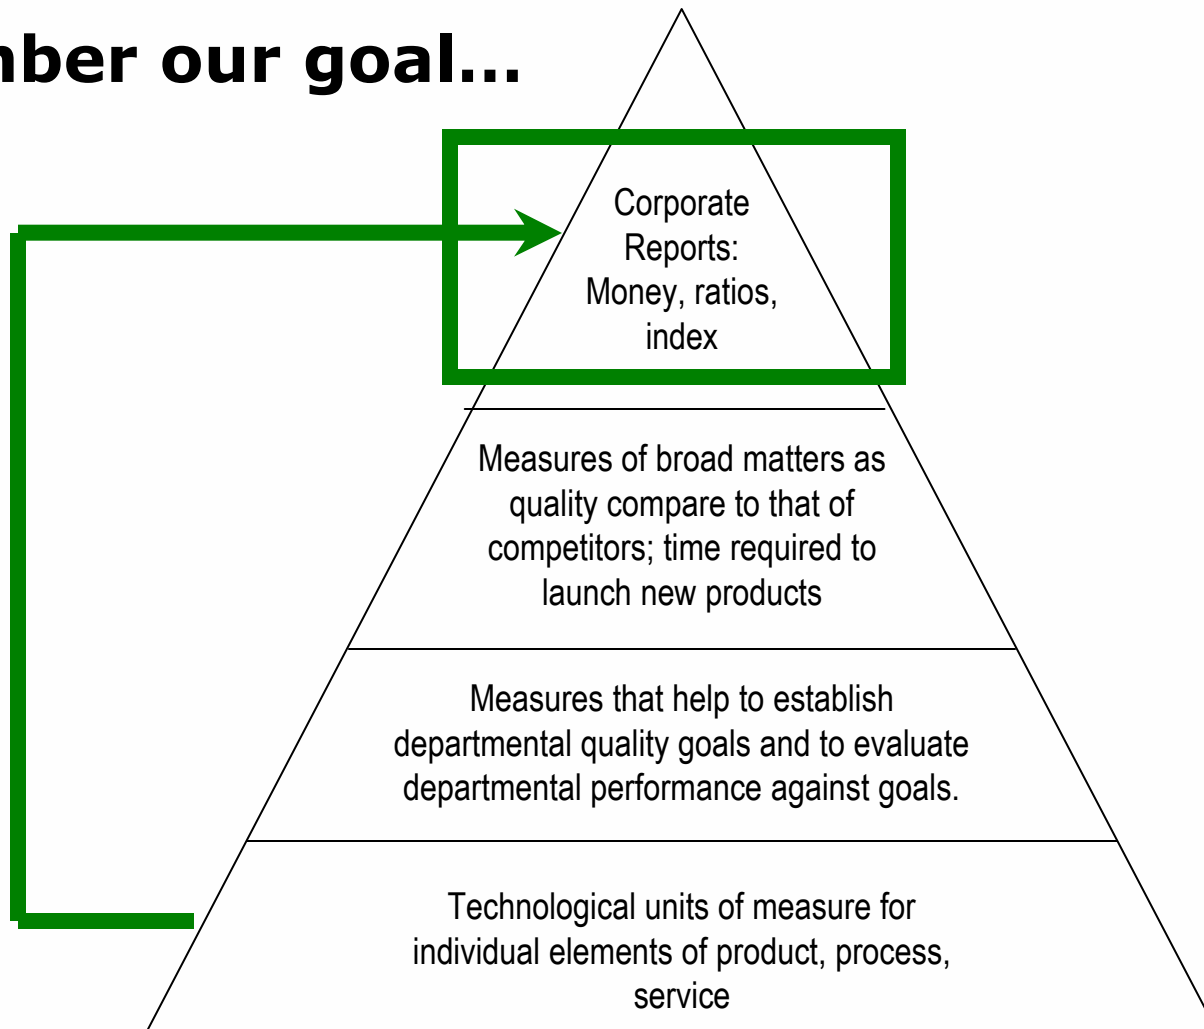 mber our goal…
Corporate
Reports:
Money, ratios,
index
Measures of broad matters as
quality compare to that of
competitors; time required to
launch new products
Measures that help to establish
departmental quality goals and to evaluate
departmental performance against goals.
Technological units of measure for
individual elements of product, process,
service